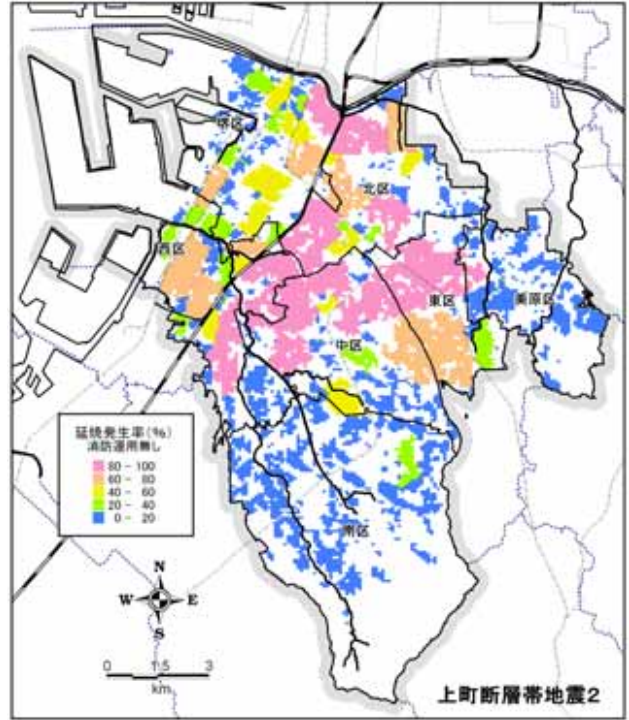 堺区
北区
西区
東区
美原区
中区
南区
延焼発生率(%)
消防運用無し
80 - 100
60 - 80
40 - 60
20 - 40
0 - 20
N
W E
S
0 1.5 3
km
上町断層帯地震2